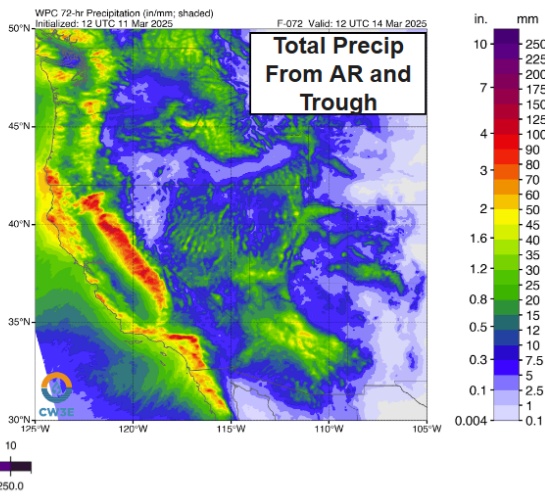 WPC 72-hr Precipitation (in/mm; shaded)
Initialized: 12 UTC 11 Mar 2025 F-072 Valid: 12 UTC 14 Mar 2025
Total Precip
From AR and
Trough
50°N
45°N
40°N
35°N
30°N
125°W 120°W 115°W 110°W 105°W
CW3E
in. mm
250
10 225
200
7 175
150
125
4 100
90
3 80
70
60
2 50
45
1.6 40
35
1.2 30
25
0.8 20
15
0.5 12
10
0.3 7.5
5
0.1 2.5
1
0.004 0.1
10
250.0